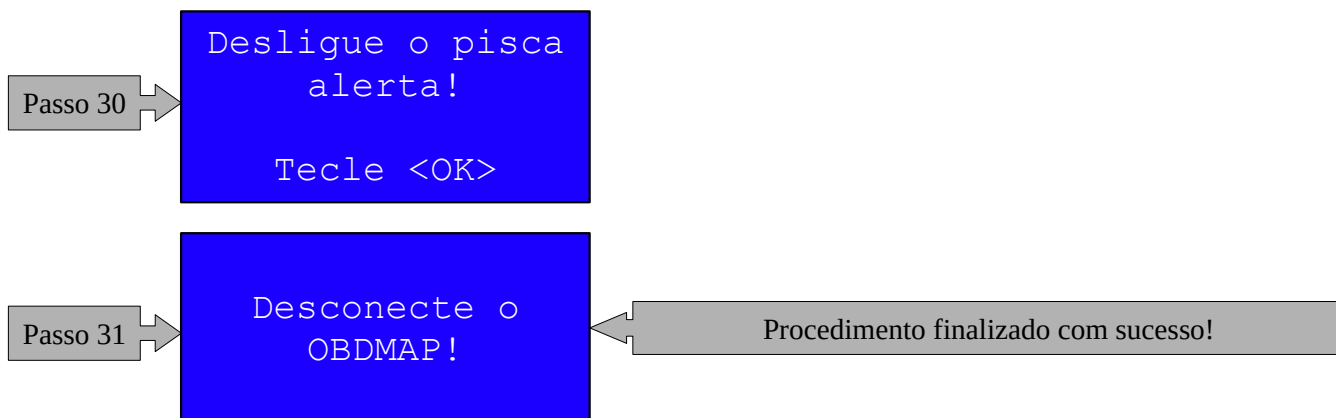 Passo 30
Desligue o pisca
alerta!
Tecle <OK>
Passo 31
Desconecte o
OBDMAP!
Procedimento finalizado com sucesso!